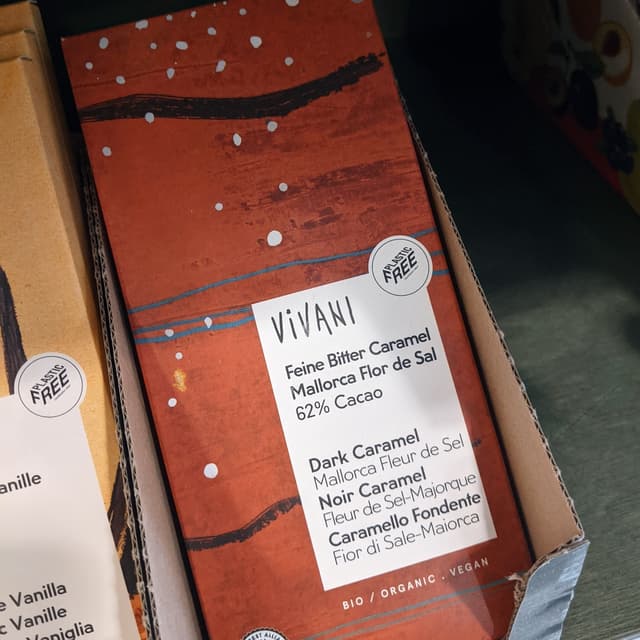 PLASTIC
FREE
ViVANI
Feine Bitter Caramel
Mallorca Flor de Sal
62% Cacao
Dark Caramel
Mallorca Fleur de Sel
Noir Caramel
Fleur de Sel-Majorque
Caramello Fondente
Fior di Sale-Maiorca
BIO / ORGANIC . VEGAN
PLASTIC
FREE
anille
Vanilla
Vanille
Vaniglia